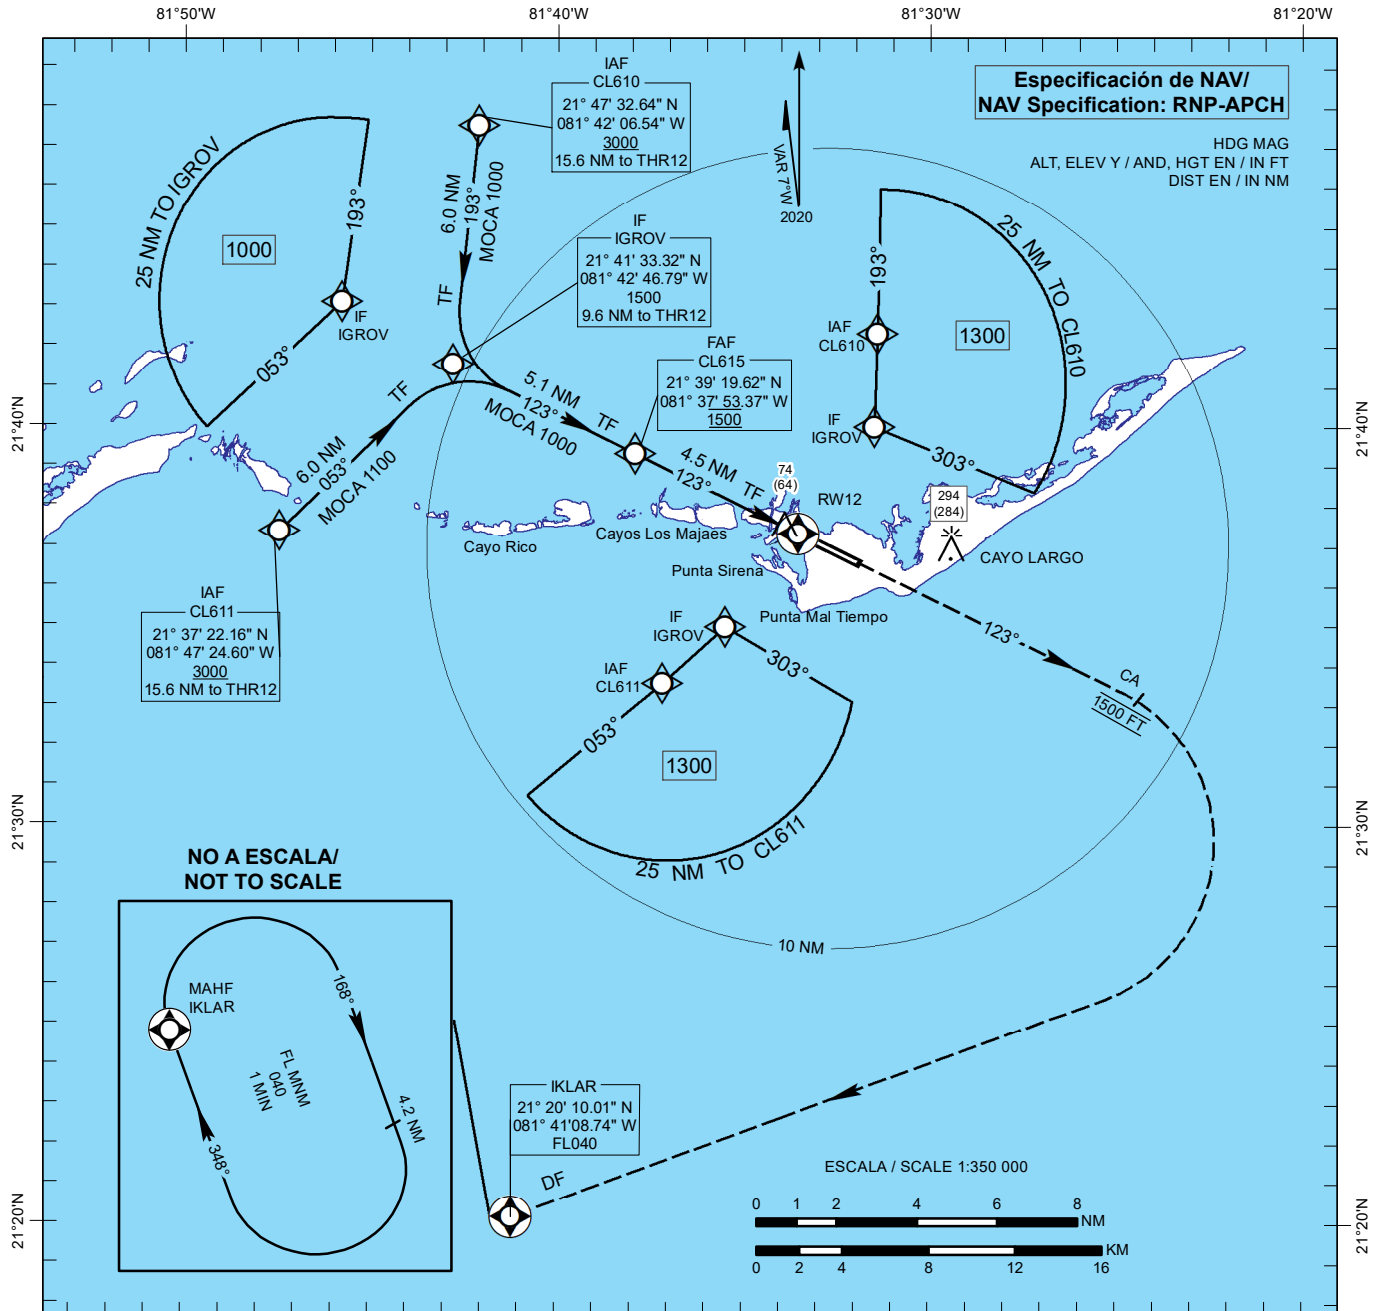 81°50'W
81°40'W
81°30'W
81°20'W
Especificación de NAV/
NAV Specification: RNP-APCH
HDG MAG
ALT, ELEV Y / AND, HGT EN / IN FT
DIST EN / IN NM
VAR 7°W
2020
IAF
CL610
21° 47' 32.64" N
081° 42' 06.54" W
3000
15.6 NM to THR12
25 NM TO IGROV
193°
1000
IF
IGROV
053°
6.0 NM
193°
MOCA 1000
TF
IF
IGROV
21° 41' 33.32" N
081° 42' 46.79" W
1500
9.6 NM to THR12
25 NM TO CL610
193°
1300
IAF
CL610
IF
IGROV
303°
FAF
CL615
21° 39' 19.62" N
081° 37' 53.37" W
1500
5.1 NM
TF
123°
MOCA 1000
TF
6.0 NM
053°
MOCA 1100
4.5 NM
TF
123°
74
(64)
RW12
294
(284)
21°40'N
21°40'N
Cayo Rico
Cayos Los Majaes
Punta Sirena
CAYO LARGO
Punta Mal Tiempo
IAF
CL611
21° 37' 22.16" N
081° 47' 24.60" W
3000
15.6 NM to THR12
IF
IGROV
303°
IAF
CL611
053°
1300
25 NM TO CL611
123°
CA
1500 FT
21°30'N
21°30'N
10 NM
NO A ESCALA/
NOT TO SCALE
MAHF
IKLAR
168°
FL MNM
040
1 MIN
4.2 NM
348°
IKLAR
21° 20' 10.01" N
081° 41'08.74" W
FL040
DF
ESCALA / SCALE 1:350 000
0 1 2 4 6 8
NM
KM
0 2 4 8 12 16
21°20'N
21°20'N